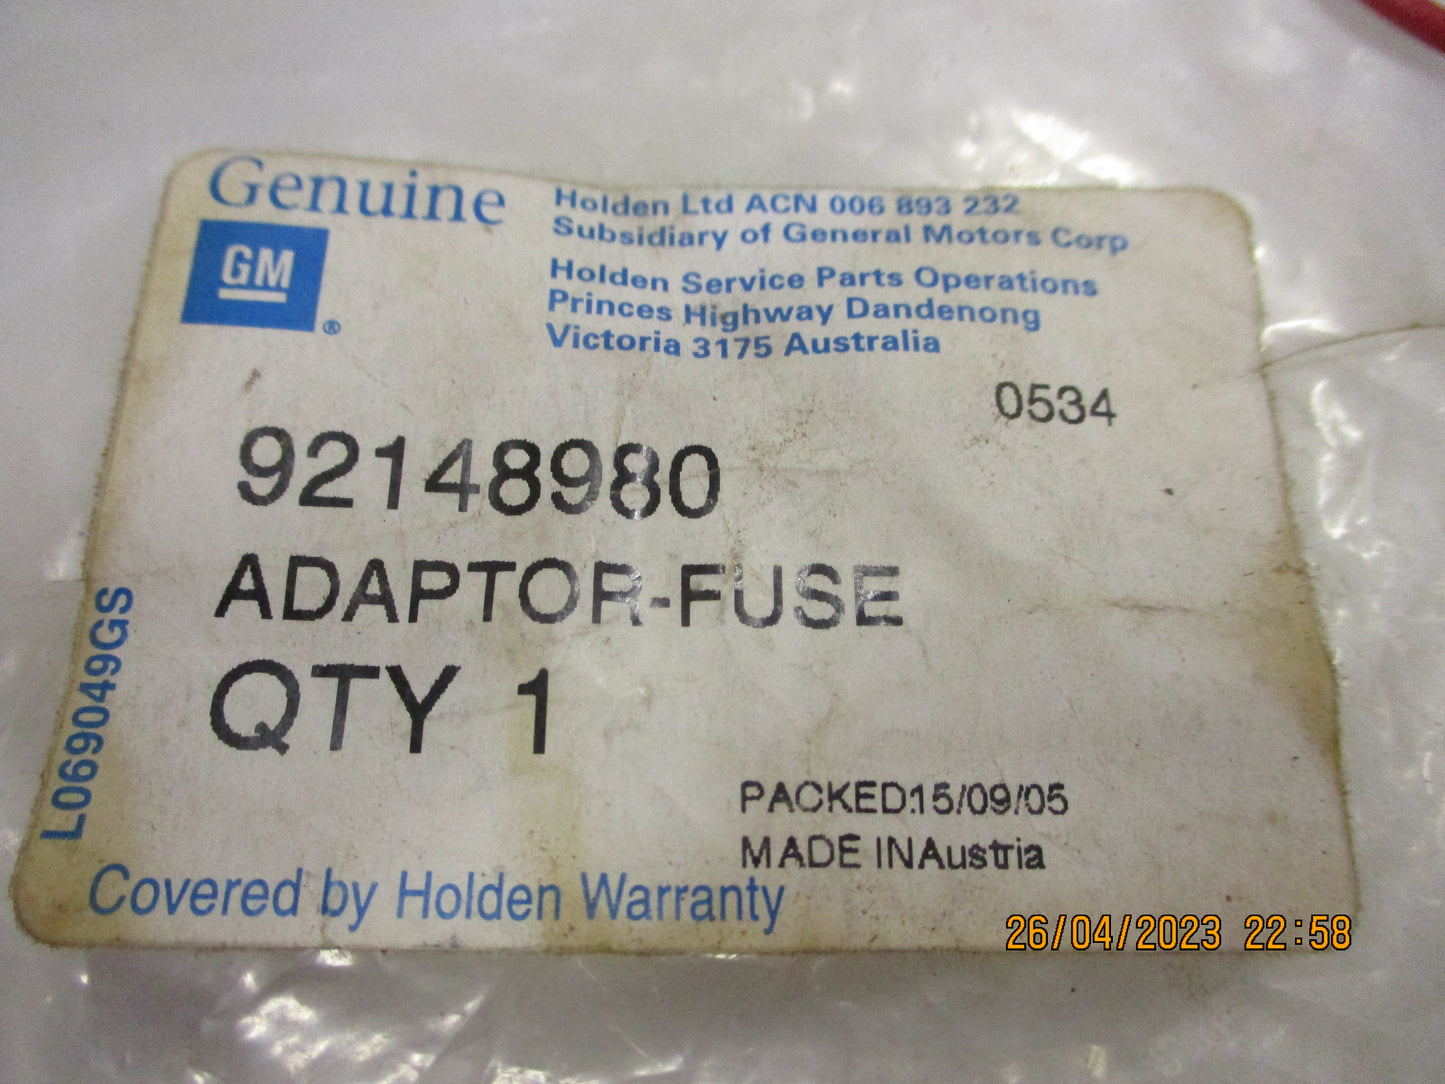 Genuine
GM
®
Holden Ltd ACN 006 893 232
Subsidiary of General Motors Corp
Holden Service Parts Operations
Princes Highway Dandenong
Victoria 3175 Australia
0534
92148980
ADAPTOR-FUSE
QTY 1
L069049GS
PACKED:15/09/05
MADE INAustria
Covered by Holden Warranty
26/04/2023 22:58